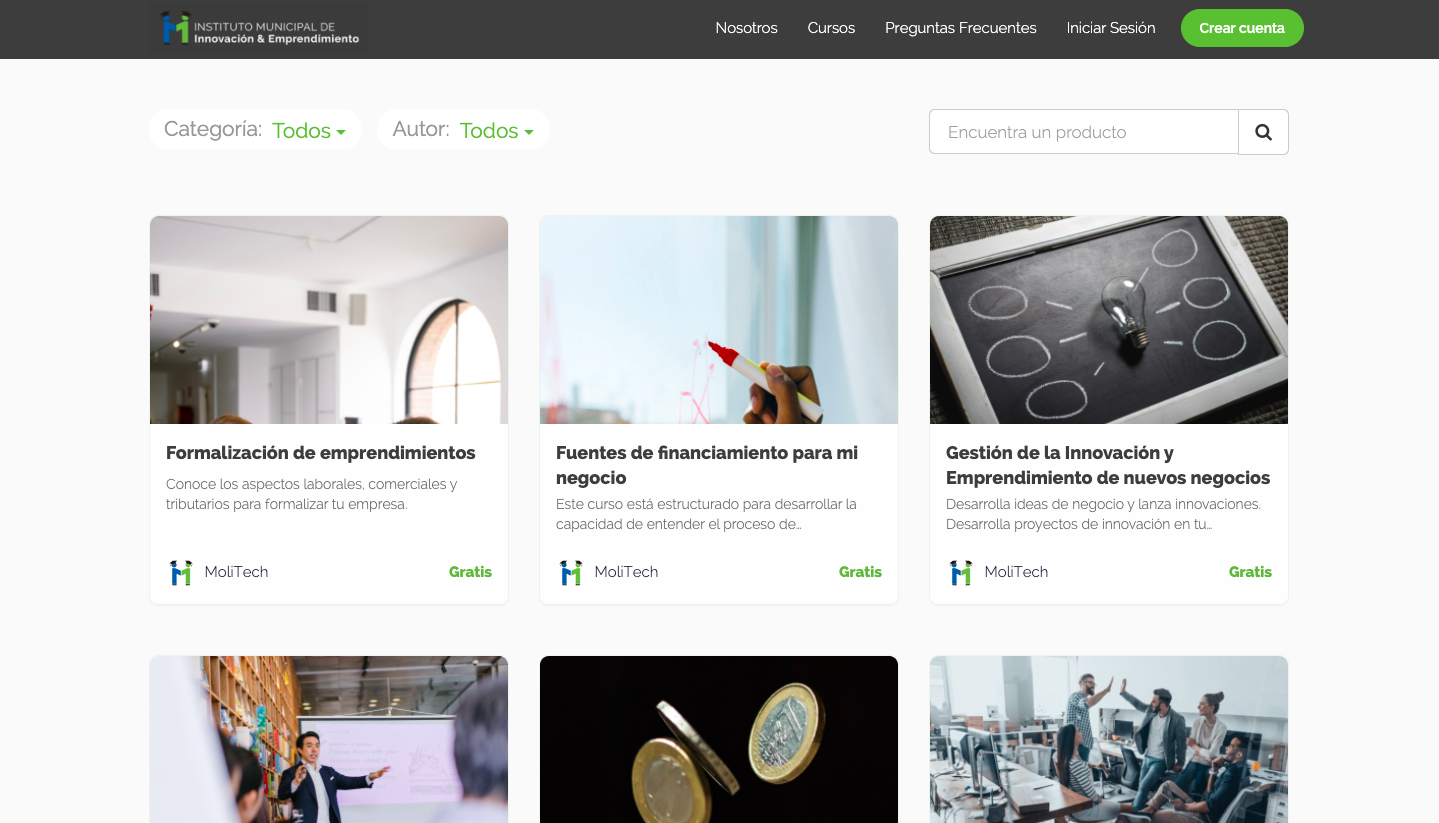 INSTITUTO MUNICIPAL DE
Innovación & Emprendimiento
Nosotros
Cursos
Preguntas Frecuentes
Iniciar Sesión
Crear cuenta
Categoría: Todos
Autor: Todos
Encuentra un producto
Formalización de emprendimientos
Conoce los aspectos laborales, comerciales y
tributarios para formalizar tu empresa.
MoliTech
Gratis
Fuentes de financiamiento para mi
negocio
Este curso está estructurado para desarrollar la
capacidad de entender el proceso de...
MoliTech
Gratis
Gestión de la Innovación y
Emprendimiento de nuevos negocios
Desarrolla ideas de negocio y lanza innovaciones.
Desarrolla proyectos de innovación en tu...
MoliTech
Gratis